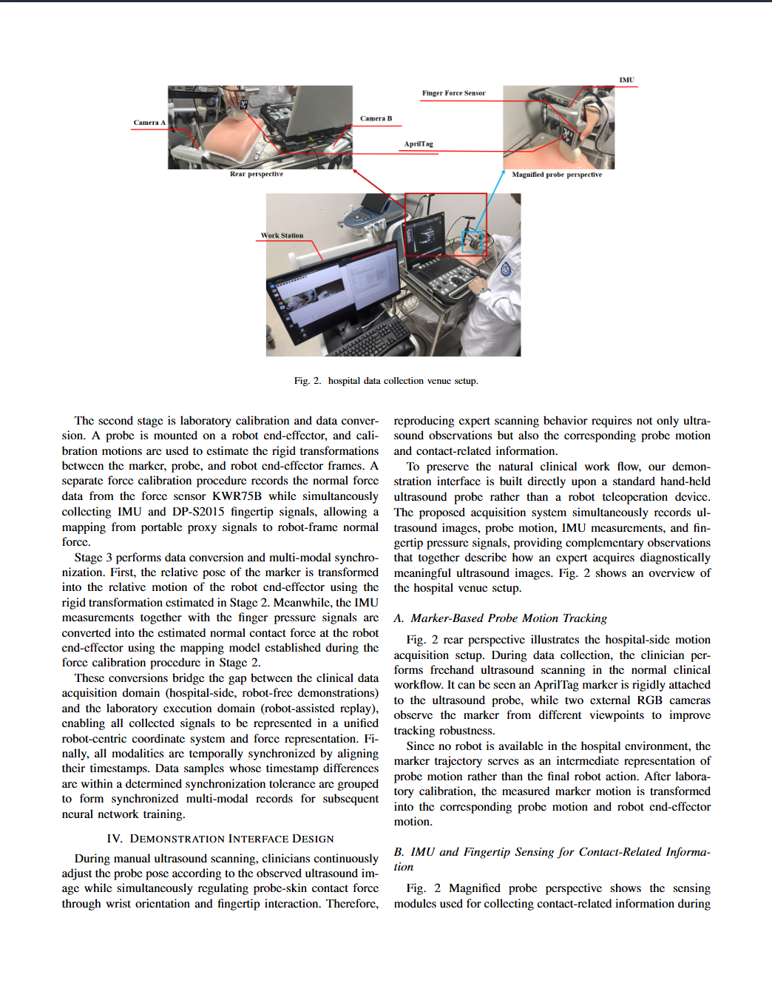 IMU
Finger Force Sensor
Camera A
Camera B
AprilTag
Rear perspective
Magnified probe perspective
Work Station
Fig. 2. hospital data collection venue setup.
The second stage is laboratory calibration and data conver-
sion. A probe is mounted on a robot end-effector, and cali-
bration motions are used to estimate the rigid transformations
between the marker, probe, and robot end-effector frames. A
separate force calibration procedure records the normal force
data from the force sensor KWR75B while simultaneously
collecting IMU and DP-S2015 fingertip signals, allowing a
mapping from portable proxy signals to robot-frame normal
force.
Stage 3 performs data conversion and multi-modal synchro-
nization. First, the relative pose of the marker is transformed
into the relative motion of the robot end-effector using the
rigid transformation estimated in Stage 2. Meanwhile, the IMU
measurements together with the finger pressure signals are
converted into the estimated normal contact force at the robot
end-effector using the mapping model established during the
force calibration procedure in Stage 2.
These conversions bridge the gap between the clinical data
acquisition domain (hospital-side, robot-free demonstrations)
and the laboratory execution domain (robot-assisted replay),
enabling all collected signals to be represented in a unified
robot-centric coordinate system and force representation. Fi-
nally, all modalities are temporally synchronized by aligning
their timestamps. Data samples whose timestamp differences
are within a determined synchronization tolerance are grouped
to form synchronized multi-modal records for subsequent
neural network training.
IV. DEMONSTRATION INTERFACE DESIGN
During manual ultrasound scanning, clinicians continuously
adjust the probe pose according to the observed ultrasound im-
age while simultaneously regulating probe-skin contact force
through wrist orientation and fingertip interaction. Therefore,
reproducing expert scanning behavior requires not only ultra-
sound observations but also the corresponding probe motion
and contact-related information.
To preserve the natural clinical work flow, our demon-
stration interface is built directly upon a standard hand-held
ultrasound probe rather than a robot teleoperation device.
The proposed acquisition system simultaneously records ul-
trasound images, probe motion, IMU measurements, and fin-
gertip pressure signals, providing complementary observations
that together describe how an expert acquires diagnostically
meaningful ultrasound images. Fig. 2 shows an overview of
the hospital venue setup.
A. Marker-Based Probe Motion Tracking
Fig. 2 rear perspective illustrates the hospital-side motion
acquisition setup. During data collection, the clinician per-
forms freehand ultrasound scanning in the normal clinical
workflow. It can be seen an AprilTag marker is rigidly attached
to the ultrasound probe, while two external RGB cameras
observe the marker from different viewpoints to improve
tracking robustness.
Since no robot is available in the hospital environment, the
marker trajectory serves as an intermediate representation of
probe motion rather than the final robot action. After labora-
tory calibration, the measured marker motion is transformed
into the corresponding probe motion and robot end-effector
motion.
B. IMU and Fingertip Sensing for Contact-Related Informa-
tion
Fig. 2 Magnified probe perspective shows the sensing
modules used for collecting contact-related information during